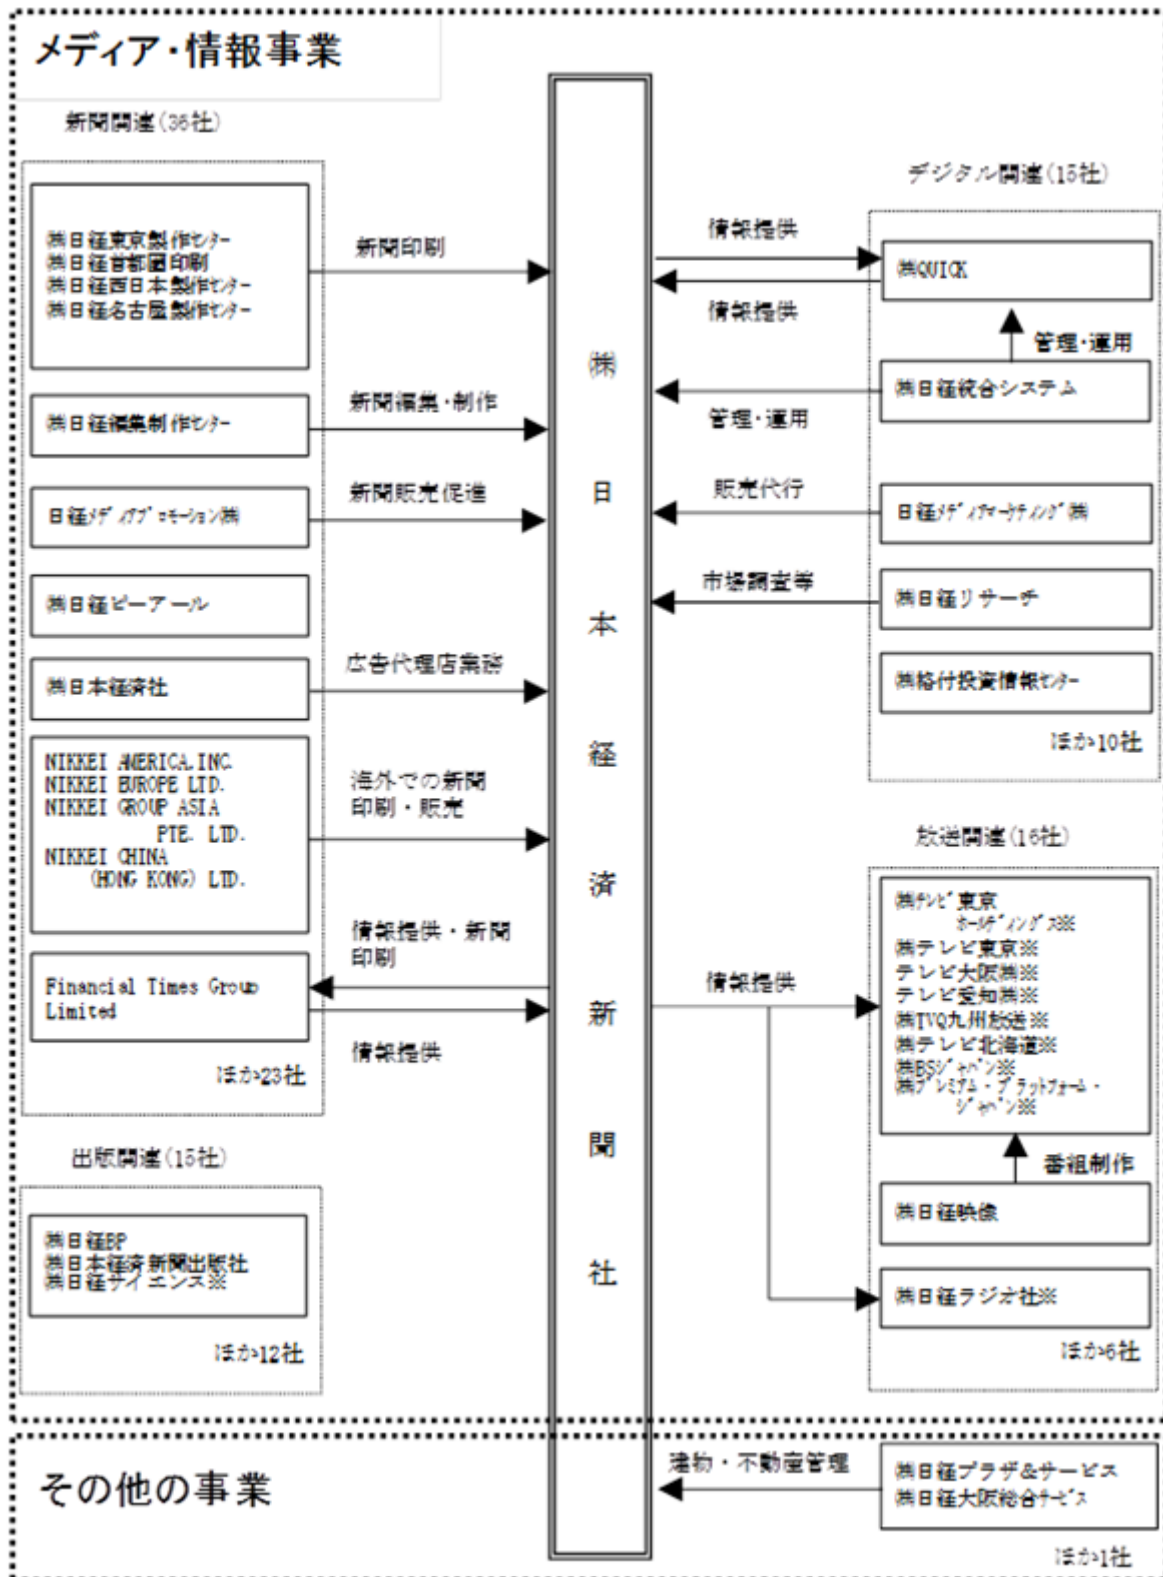 メディア・情報事業
新聞関連(36社)
㈱日経東京製作ｾﾝﾀｰ
㈱日経首都圏印刷
㈱日経西日本製作ｾﾝﾀｰ
㈱日経名古屋製作ｾﾝﾀｰ
新聞印刷
㈱日経編集制作ｾﾝﾀｰ
新聞編集・制作
日経ﾒﾃﾞｨｱﾌﾟﾛﾓｰｼｮﾝ㈱
新聞販売促進
㈱日経ピーアール
㈱日本経済社
広告代理店業務
NIKKEI AMERICA.INC.
NIKKEI EUROPE LTD.
NIKKEI GROUP ASIA
PTE. LTD.
NIKKEI CHINA
(HONG KONG) LTD.
海外での新聞
印刷・販売
Financial Times Group
Limited
情報提供・新聞
印刷
情報提供
ほか23社
出版関連(15社)
㈱日経BP
㈱日本経済新聞出版社
㈱日経サイエンス※
ほか12社
㈱日本経済新聞社
デジタル関連(15社)
情報提供
情報提供
㈱QUICK
管理・運用
㈱日経統合システム
管理・運用
販売代行
日経ﾒﾃﾞｨｱﾏｰｹﾃｨﾝｸﾞ㈱
市場調査等
㈱日経リサーチ
㈱格付投資情報ｾﾝﾀｰ
ほか10社
放送関連(16社)
情報提供
㈱ﾃﾚﾋﾞ東京
ﾎｰﾙﾃﾞｨﾝｸﾞｽ※
㈱テレビ東京※
テレビ大阪㈱※
テレビ愛知㈱※
㈱TVQ九州放送※
㈱テレビ北海道※
㈱BSｼﾞｬﾊﾟﾝ※
㈱ﾌﾟﾚﾐｱﾑ・ﾌﾟﾗｯﾄﾌｫｰﾑ・
ｼﾞｬﾊﾟﾝ※
番組制作
㈱日経映像
㈱日経ラジオ社※
ほか6社
その他の事業
建物・不動産管理
㈱日経プラザ&サービス
㈱日経大阪総合ｻｰﾋﾞｽ
ほか1社